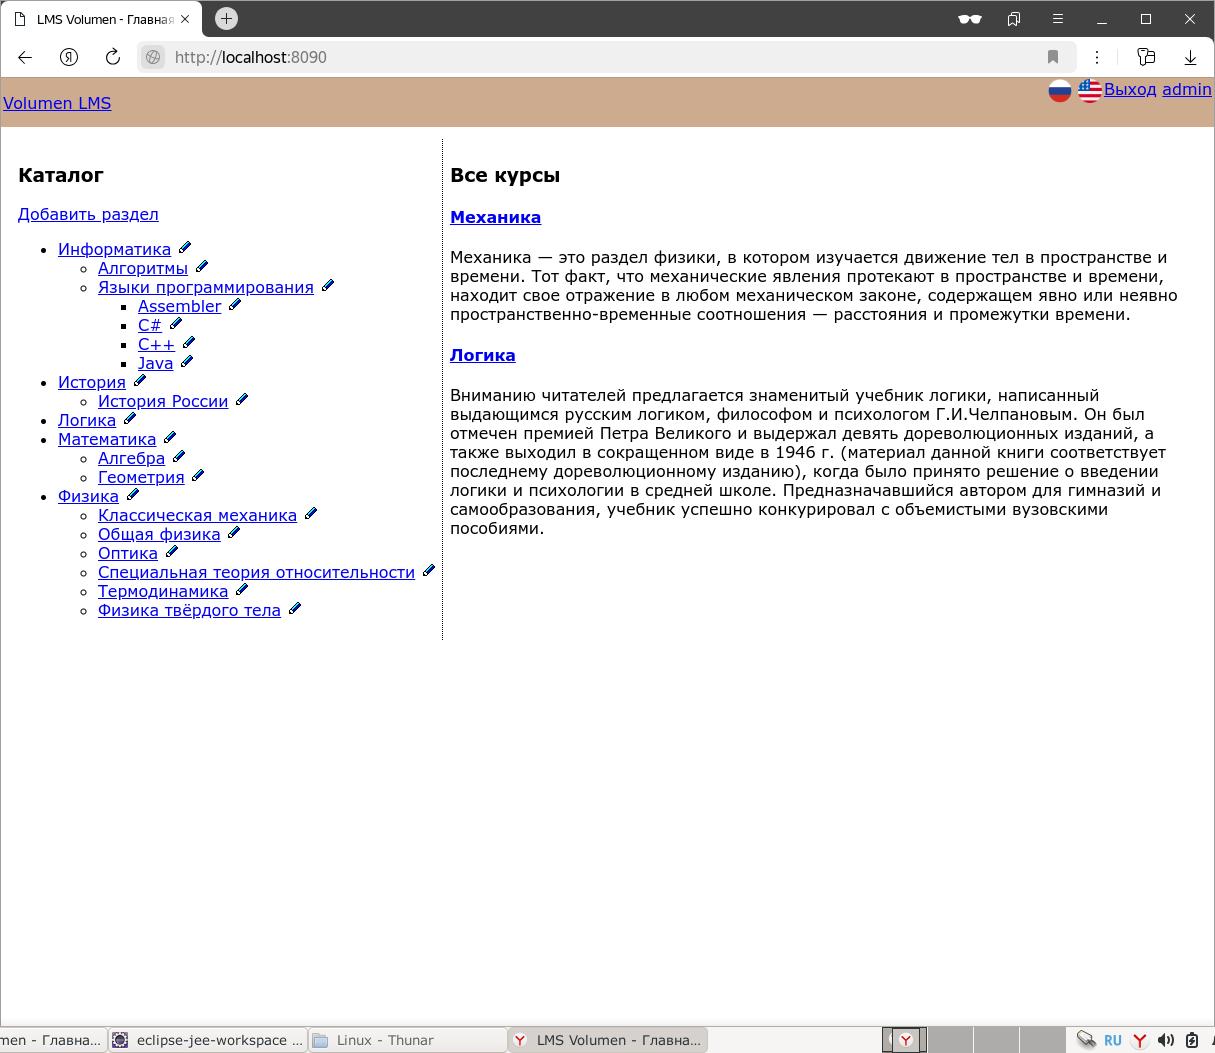 LMS Volumen - Главная
http://localhost:8090
Volumen LMS
Выход admin
Каталог
Добавить раздел
Информатика
Алгоритмы
Языки программирования
Assembler
C#
C++
Java
История
История России
Логика
Математика
Алгебра
Геометрия
Физика
Классическая механика
Общая физика
Оптика
Специальная теория относительности
Термодинамика
Физика твёрдого тела
Все курсы
Механика
Механика — это раздел физики, в котором изучается движение тел в пространстве и
времени. Тот факт, что механические явления протекают в пространстве и времени,
находит свое отражение в любом механическом законе, содержащем явно или неявно
пространственно-временные соотношения — расстояния и промежутки времени.
Логика
Вниманию читателей предлагается знаменитый учебник логики, написанный
выдающимся русским логиком, философом и психологом Г.И.Челпановым. Он был
отмечен премией Петра Великого и выдержал девять дореволюционных изданий, а
также выходил в сокращенном виде в 1946 г. (материал данной книги соответствует
последнему дореволюционному изданию), когда было принято решение о введении
логики и психологии в средней школе. Предназначавшийся автором для гимназий и
самообразования, учебник успешно конкурировал с объемистыми вузовскими
пособиями.
men - Главна... eclipse-jee-workspace ... Linux - Thunar LMS Volumen - Главна... RU